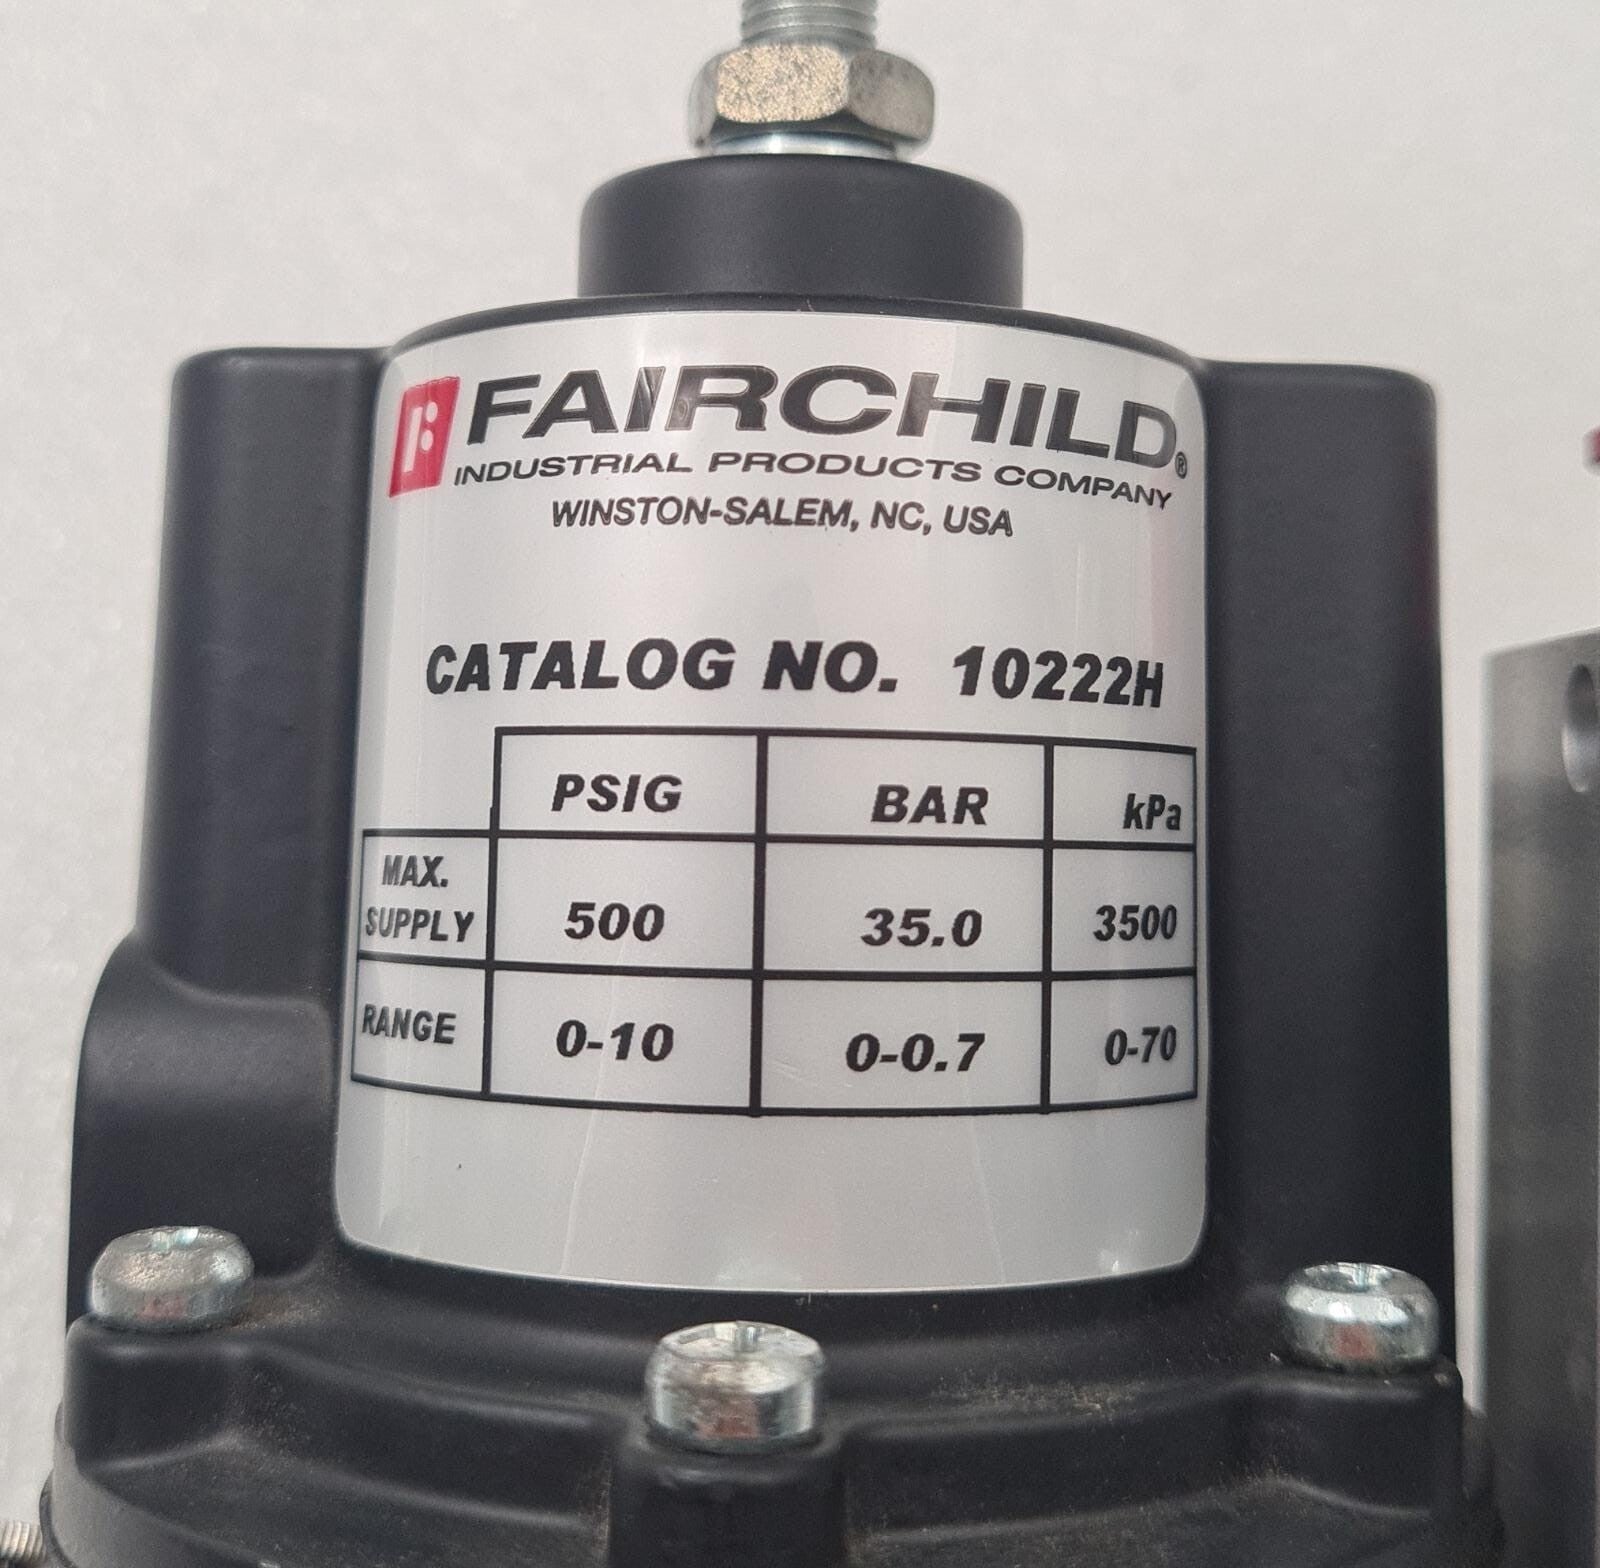 FAIRCHILD®
INDUSTRIAL PRODUCTS COMPANY
WINSTON-SALEM, NC, USA
CATALOG NO. 10222H
PSIG BAR kPa
MAX.
SUPPLY 500 35.0 3500
RANGE 0-10 0-0.7 0-70